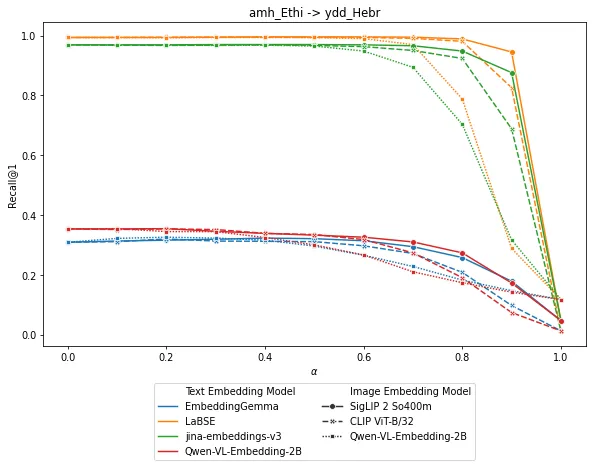 amh_Ethi -> ydd_Hebr
Recall@1
1.0
0.8
0.6
0.4
0.2
0.0
0.0 0.2 0.4 0.6 0.8 1.0
α
Text Embedding Model Image Embedding Model
EmbeddingGemma SigLIP 2 So400m
LaBSE CLIP ViT-B/32
jina-embeddings-v3 Qwen-VL-Embedding-2B
Qwen-VL-Embedding-2B